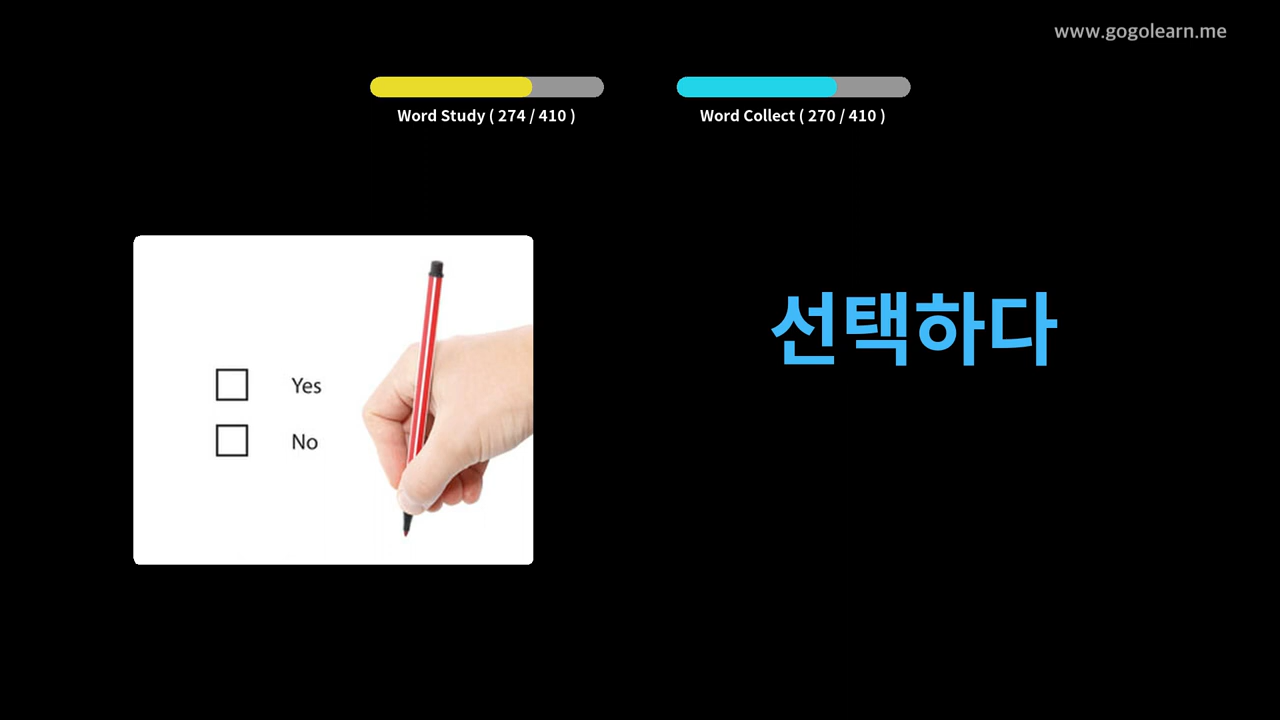 www.gogolearn.me
Word Study ( 274 / 410 )
Word Collect ( 270 / 410 )
선택하다
Yes
No